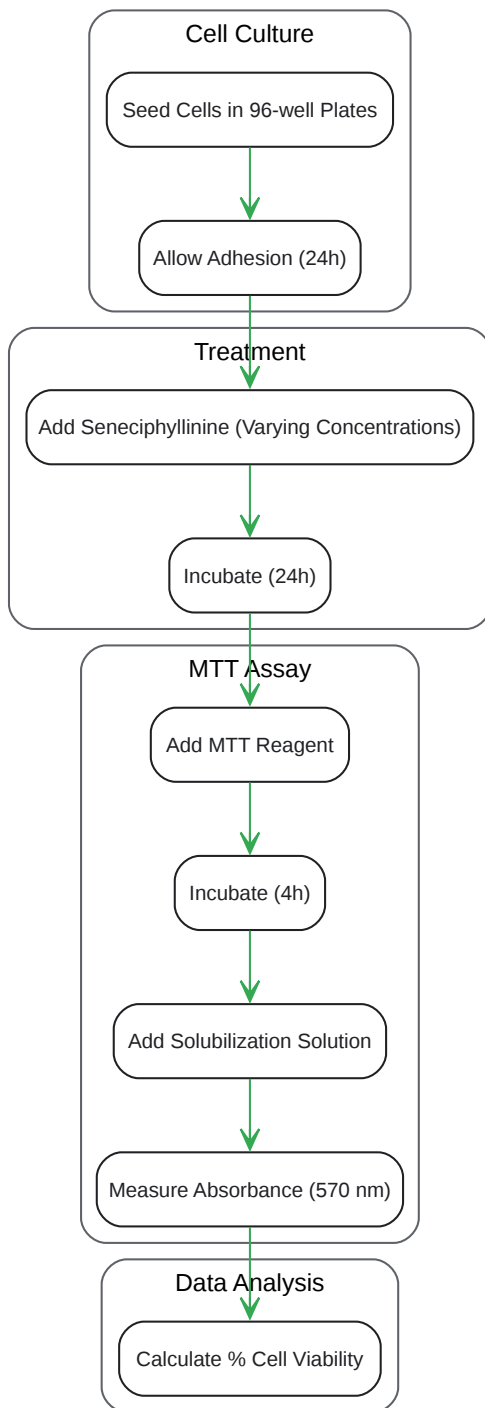 Cell Culture
Seed Cells in 96-well Plates
Allow Adhesion (24h)
Treatment
Add Seneciphyllinine (Varying Concentrations)
Incubate (24h)
MTT Assay
Add MTT Reagent
Incubate (4h)
Add Solubilization Solution
Measure Absorbance (570 nm)
Data Analysis
Calculate % Cell Viability